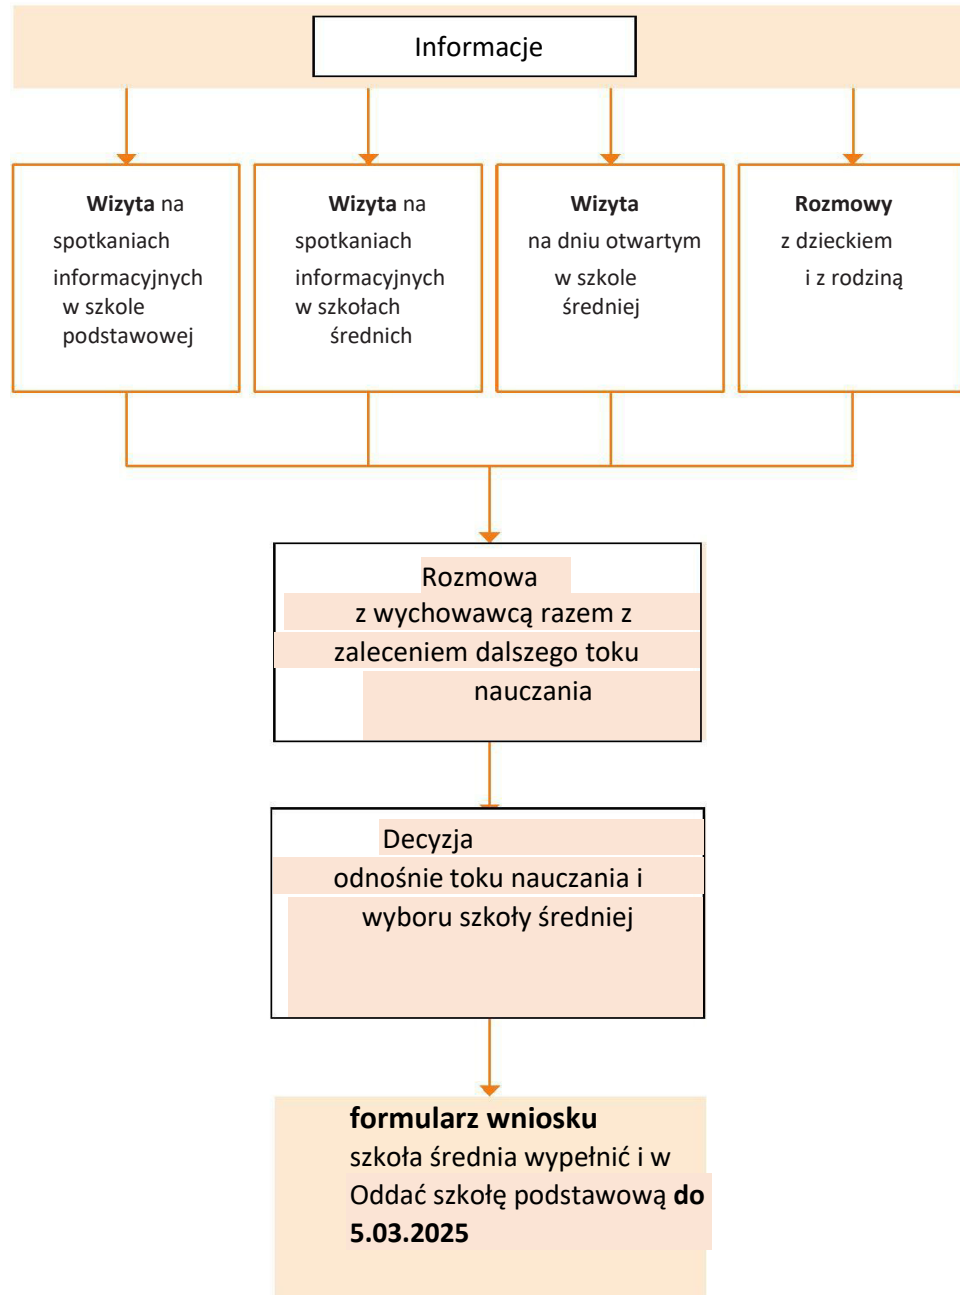 Informacje
Wizyta na
spotkaniach
informacyjnych
w szkole
podstawowej
Wizyta na
spotkaniach
informacyjnych
w szkołach
średnich
Wizyta
na dniu otwartym
w szkole
średniej
Rozmowy
z dzieckiem
i z rodziną
Rozmowa
z wychowawcą razem z
zaleceniem dalszego toku
nauczania
Decyzja
odnośnie toku nauczania i
wyboru szkoły średniej
formularz wniosku
szkoła średnia wypełnić i w
Oddać szkołę podstawową do
5.03.2025